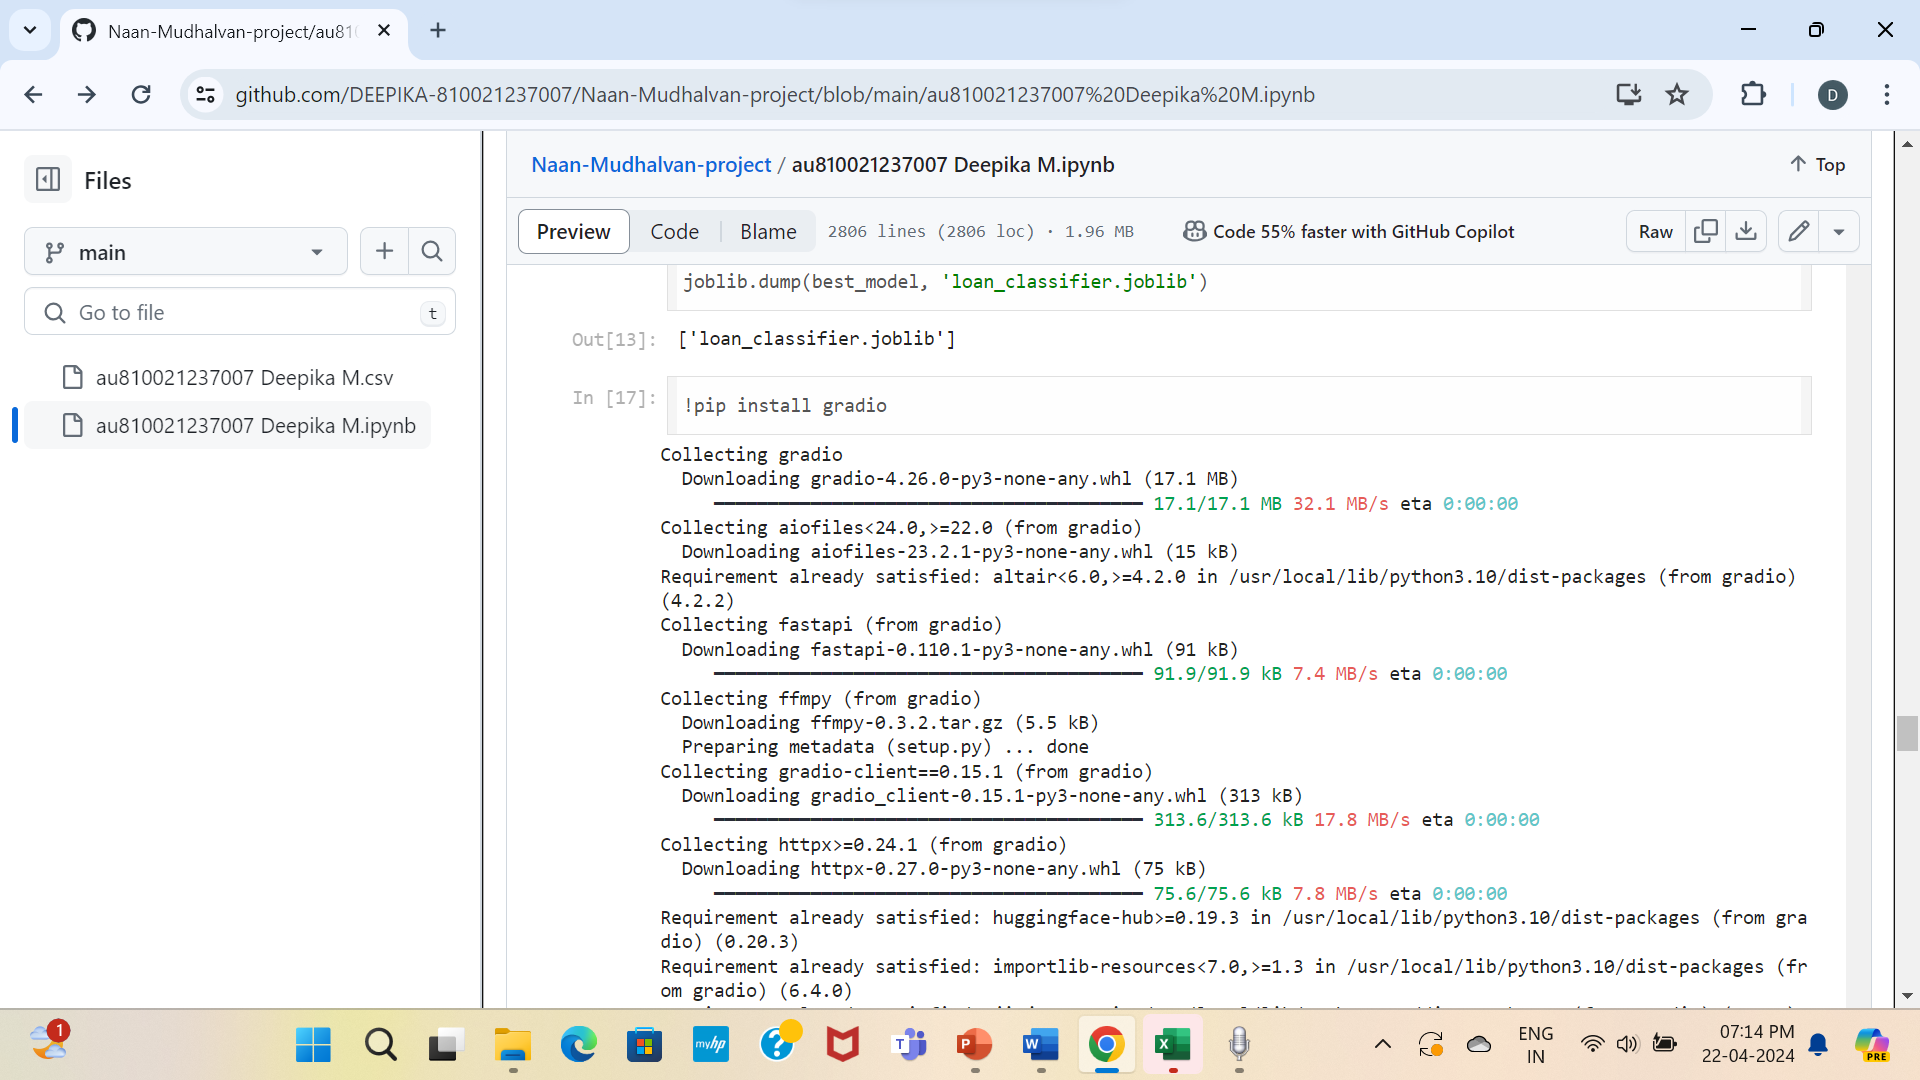 Naan-Mudhalvan-project/au810
github.com/DEEPIKA-810021237007/Naan-Mudhalvan-project/blob/main/au810021237007%20Deepika%20M.ipynb
D
Files
main
Go to file
t
au810021237007 Deepika M.csv
au810021237007 Deepika M.ipynb
Naan-Mudhalvan-project / au810021237007 Deepika M.ipynb
Top
Preview Code Blame 2806 lines (2806 loc) · 1.96 MB Code 55% faster with GitHub Copilot Raw
joblib.dump(best_model, 'loan_classifier.joblib')
Out[13]: ['loan_classifier.joblib']
In [17]: !pip install gradio
Collecting gradio
Downloading gradio-4.26.0-py3-none-any.whl (17.1 MB)
17.1/17.1 MB 32.1 MB/s eta 0:00:00
Collecting aiofiles<24.0,>=22.0 (from gradio)
Downloading aiofiles-23.2.1-py3-none-any.whl (15 kB)
Requirement already satisfied: altair<6.0,>=4.2.0 in /usr/local/lib/python3.10/dist-packages (from gradio)
(4.2.2)
Collecting fastapi (from gradio)
Downloading fastapi-0.110.1-py3-none-any.whl (91 kB)
91.9/91.9 kB 7.4 MB/s eta 0:00:00
Collecting ffmpy (from gradio)
Downloading ffmpy-0.3.2.tar.gz (5.5 kB)
Preparing metadata (setup.py) ... done
Collecting gradio-client==0.15.1 (from gradio)
Downloading gradio_client-0.15.1-py3-none-any.whl (313 kB)
313.6/313.6 kB 17.8 MB/s eta 0:00:00
Collecting httpx>=0.24.1 (from gradio)
Downloading httpx-0.27.0-py3-none-any.whl (75 kB)
75.6/75.6 kB 7.8 MB/s eta 0:00:00
Requirement already satisfied: huggingface-hub>=0.19.3 in /usr/local/lib/python3.10/dist-packages (from gra
dio) (0.20.3)
Requirement already satisfied: importlib-resources<7.0,>=1.3 in /usr/local/lib/python3.10/dist-packages (fr
om gradio) (6.4.0)
1
myhp
ENG
IN
07:14 PM
22-04-2024
PRE